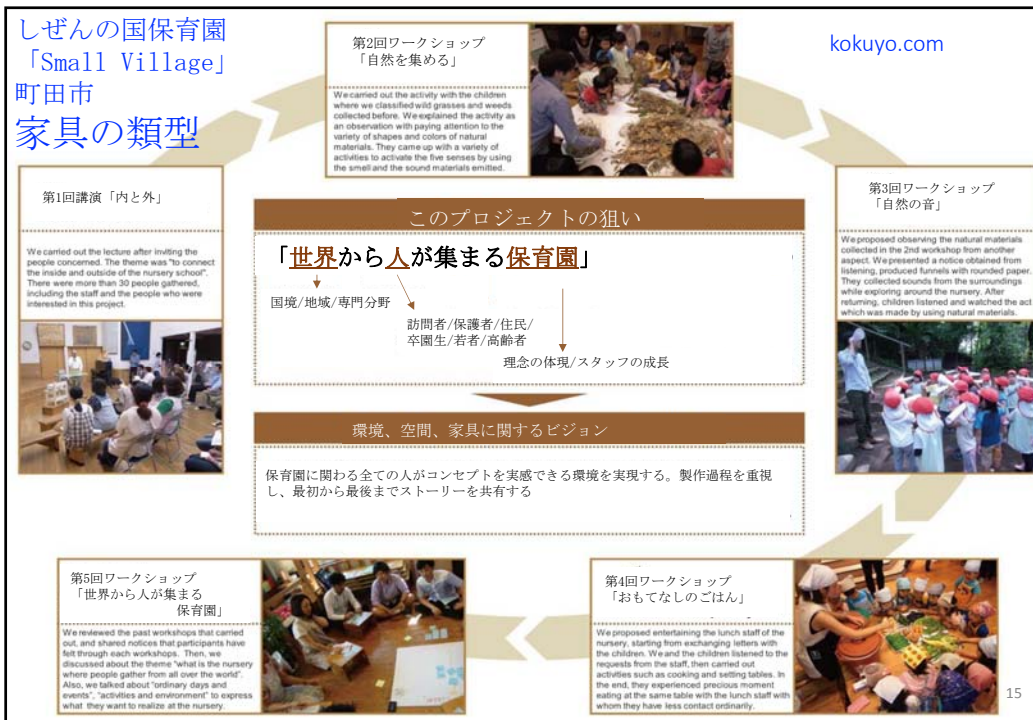 しぜんの国保育園
「Small Village」
町田市
家具の類型
kokuyo.com
第1回講演「内と外」
We carried out the lecture after inviting the
people concerned. The theme was "to connect
the inside and outside of the nursery school".
There were more than 30 people gathered,
including the staff and the people who were
interested in this project.
第2回ワークショップ
「自然を集める」
We carried out the activity with the children
where we classified wild grasses and weeds
collected before. We explained the activity as
an observation with paying attention to the
variety of shapes and colors of natural
materials. They came up with a variety of
activities to activate the five senses by using
the smell and the sound materials emitted.
第3回ワークショップ
「自然の音」
We proposed observing the natural materials
collected in the 2nd workshop from another
aspect. We presented a notice obtained from
listening, produced funnels with rounded paper.
They collected sounds from the surroundings
while exploring around the nursery. After
returning, children listened and watched the act
which was made by using natural materials.
このプロジェクトの狙い
「世界から人が集まる保育園」
国境/地域/専門分野
訪問者/保護者/住民/
卒園生/若者/高齢者
理念の体現/スタッフの成長
環境、空間、家具に関するビジョン
保育園に関わる全ての人がコンセプトを実感できる環境を実現する。製作過程を重視
し、最初から最後までストーリーを共有する
第4回ワークショップ
「おもてなしのごはん」
We proposed entertaining the lunch staff of the
nursery, starting from exchanging letters with
the children. We and the children listened to the
requests from the staff, then carried out
activities such as cooking and setting tables. In
the end, they experienced precious moment
eating at the same table with the lunch staff with
whom they have less contact ordinarily.
第5回ワークショップ
「世界から人が集まる
保育園」
We reviewed the past workshops that carried
out, and shared notices that participants have
felt through each workshops. Then, we
discussed about the theme "what is the nursery
where people gather from all over the world".
Also, we talked about "ordinary days and
events", "activities and environment" to express
what they want to realize at the nursery.
15